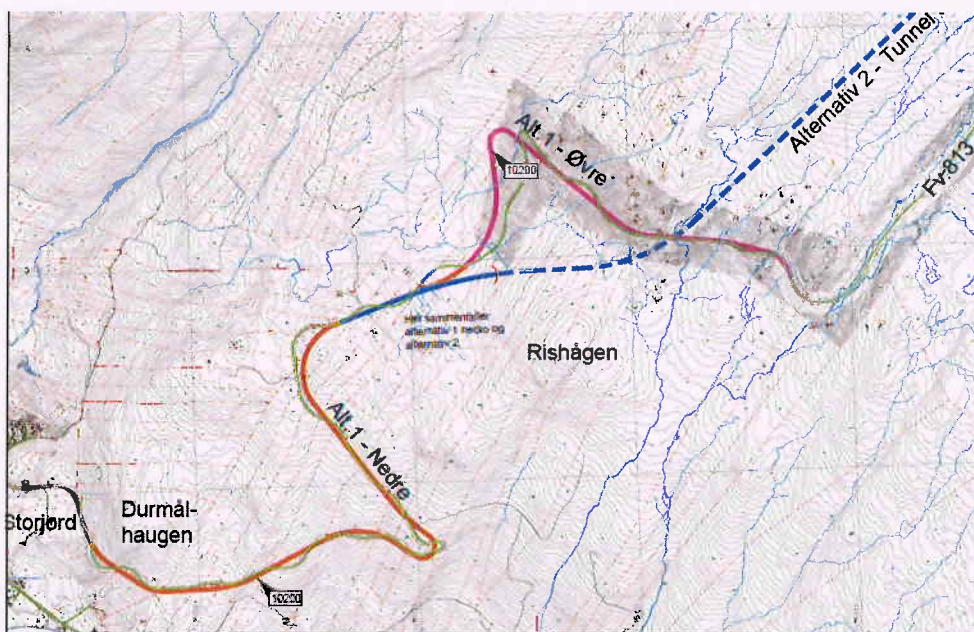 Alternativ 2 - Tunnel
Fv 813
Alt. 1 - Øvre
10200
Her sammenfaller
alternativ 1 nedre og
alternativ 2
Rishågen
Alt. 1 - Nedre
Storjord
Durmål-
haugen
10200